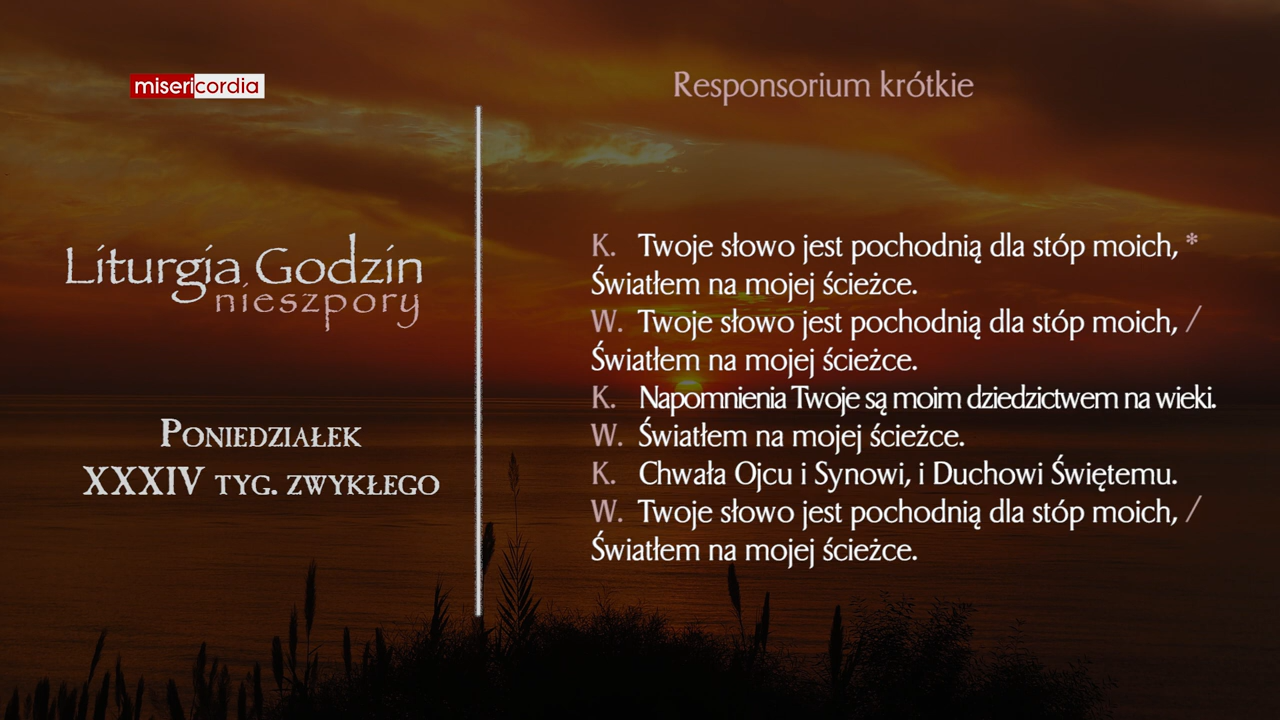 misericordia
Liturgia Godzin
nieszpory
Poniedziałek
XXXIV tyg. zwykłego
Responsorium krótkie
K. Twoje słowo jest pochodnią dla stóp moich, *
Światłem na mojej ścieżce.
W. Twoje słowo jest pochodnią dla stóp moich, /
Światłem na mojej ścieżce.
K. Napomnienia Twoje są moim dziedzictwem na wieki.
W. Światłem na mojej ścieżce.
K. Chwała Ojcu i Synowi, i Duchowi Świętemu.
W. Twoje słowo jest pochodnią dla stóp moich, /
Światłem na mojej ścieżce.